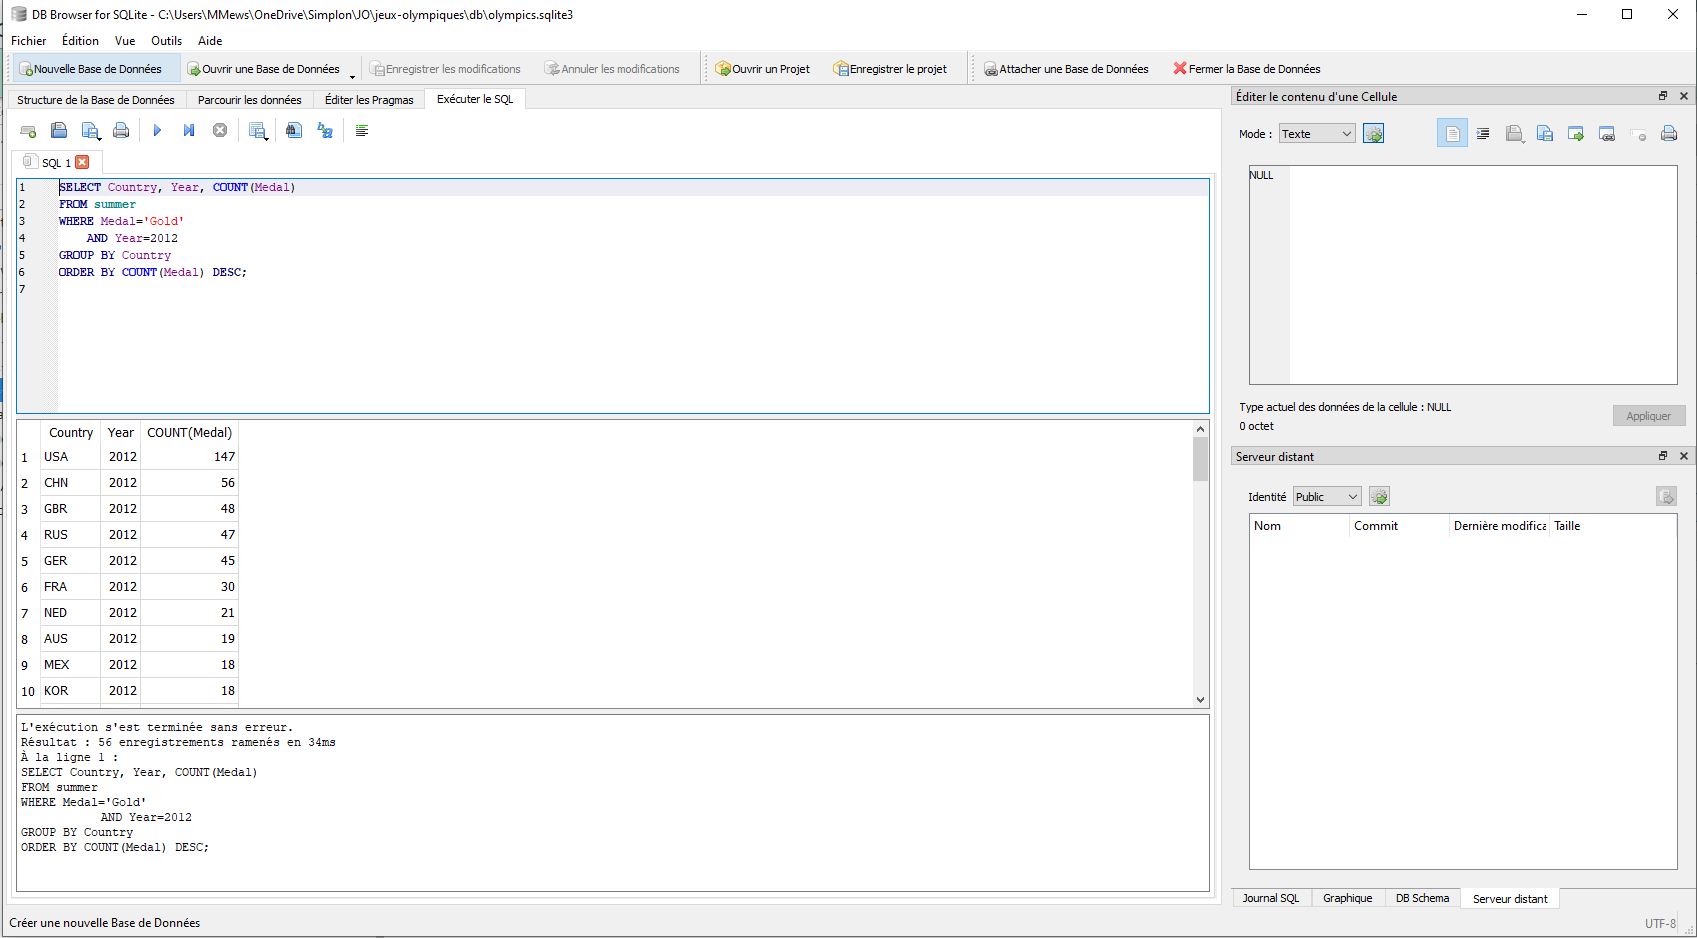 DB Browser for SQLite - C:\Users\MMews\OneDrive\Simplon\JO\jeux-olympiques\db\olympics.sqlite3
Fichier Édition Vue Outils Aide
Nouvelle Base de Données Ouvrir une Base de Données Enregistrer les modifications Annuler les modifications Ouvrir un Projet Enregistrer le projet Attacher une Base de Données Fermer la Base de Données
Structure de la Base de Données Parcourir les données Éditer les Pragmas Exécuter le SQL
SQL 1
1 SELECT Country, Year, COUNT(Medal)
2 FROM summer
3 WHERE Medal='Gold'
4 AND Year=2012
5 GROUP BY Country
6 ORDER BY COUNT(Medal) DESC;
7
Country Year COUNT(Medal)
1 USA 2012 147
2 CHN 2012 56
3 GBR 2012 48
4 RUS 2012 47
5 GER 2012 45
6 FRA 2012 30
7 NED 2012 21
8 AUS 2012 19
9 MEX 2012 18
10 KOR 2012 18
L'exécution s'est terminée sans erreur.
Résultat : 56 enregistrements ramenés en 34ms
À la ligne 1 :
SELECT Country, Year, COUNT(Medal)
FROM summer
WHERE Medal='Gold'
AND Year=2012
GROUP BY Country
ORDER BY COUNT(Medal) DESC;
Éditer le contenu d'une Cellule
Mode : Texte
NULL
Type actuel des données de la cellule : NULL
0 octet
Appliquer
Serveur distant
Identité Public
Nom Commit Dernière modifica Taille
Journal SQL Graphique DB Schema Serveur distant
Créer une nouvelle Base de Données
UTF-8